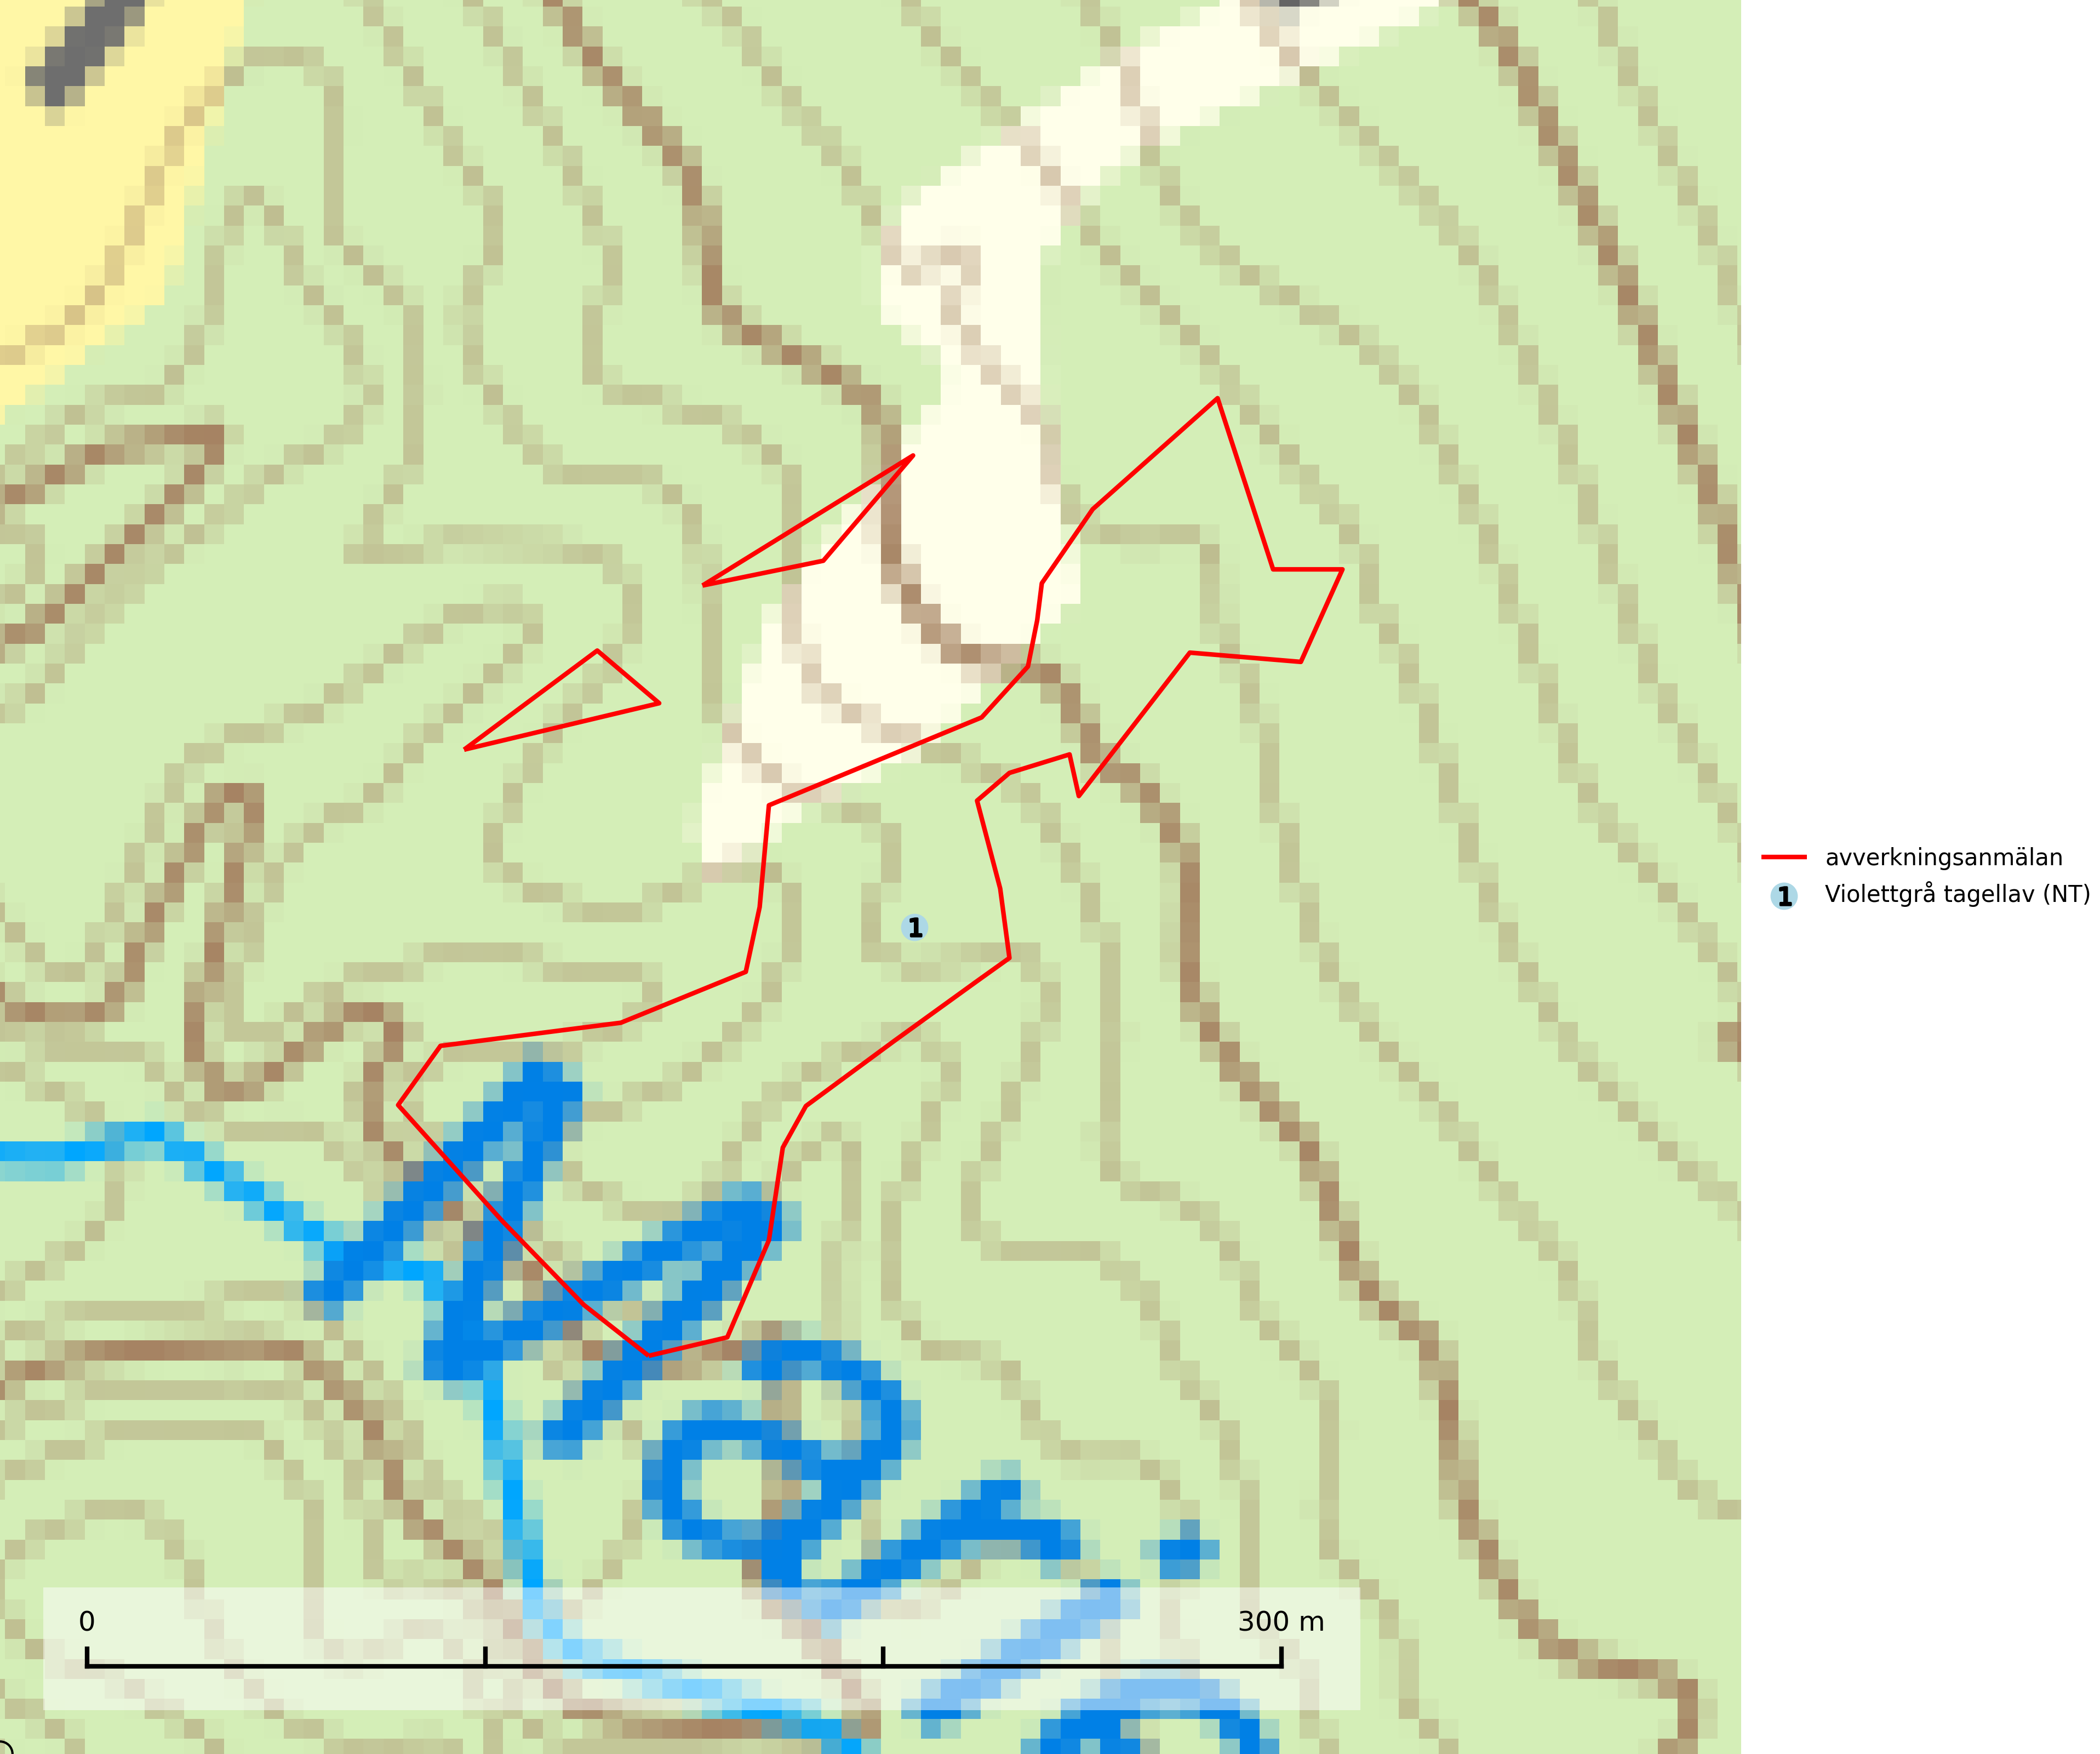 1
avverkningsanmälan
1 Violettgrå tagellav (NT)
0 300 m